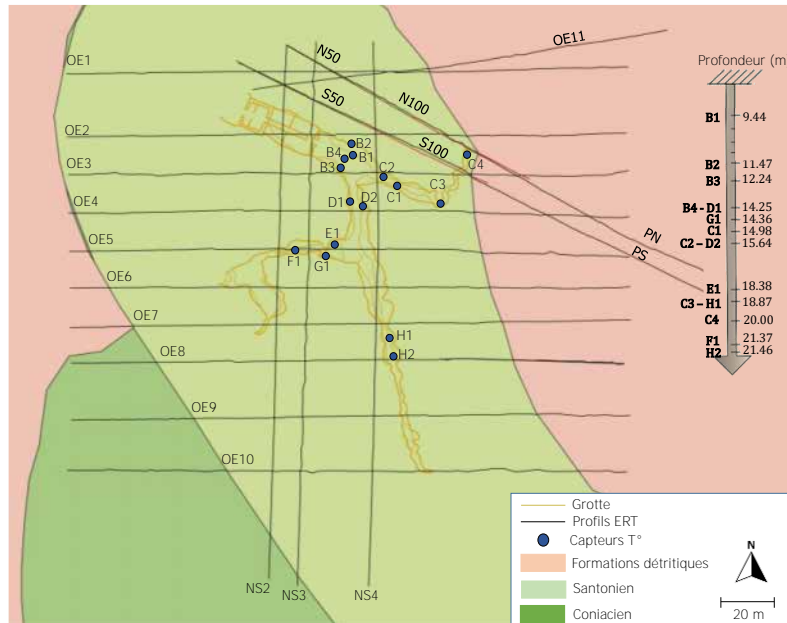 OE1
N50
OE11
S50
N100
S100
OE2
B2
B4
B1
B3
C2
C4
C3
C1
OE3
D1
D2
OE4
E1
OE5
F1
G1
OE6
OE7
H1
OE8
H2
OE9
OE10
NS2
NS3
NS4
PN
PS
Profondeur (m
B1 9.44
B2 11.47
B3 12.24
B4 - D1 14.25
G1 14.36
C1 14.98
C2 - D2 15.64
E1 18.38
C3 - H1 18.87
C4 20.00
F1 21.37
H2 21.46
Grotte
Profils ERT
Capteurs T°
Formations détritiques
Santonien
Coniacien
N
20 m